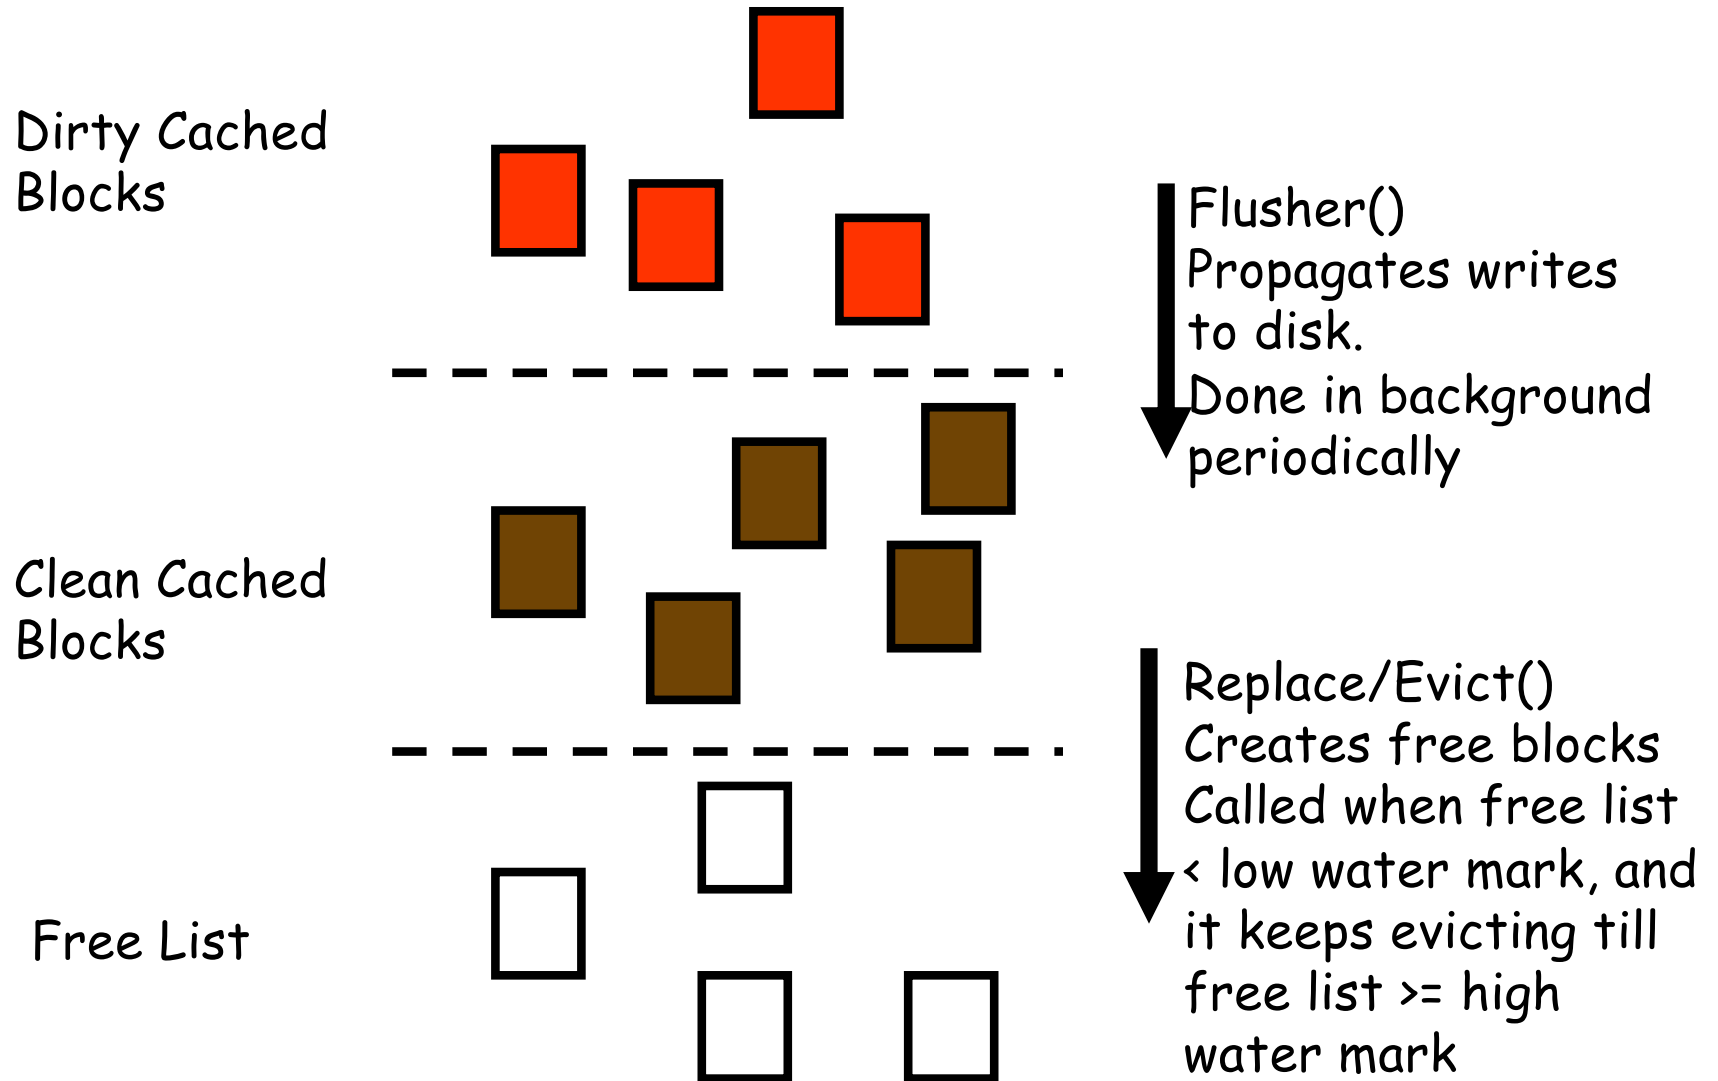 Dirty Cached
Blocks
Flusher()
Propagates writes
to disk.
Done in background
periodically
Clean Cached
Blocks
Replace/Evict()
Creates free blocks
Called when free list
< low water mark, and
it keeps evicting till
free list >= high
water mark
Free List